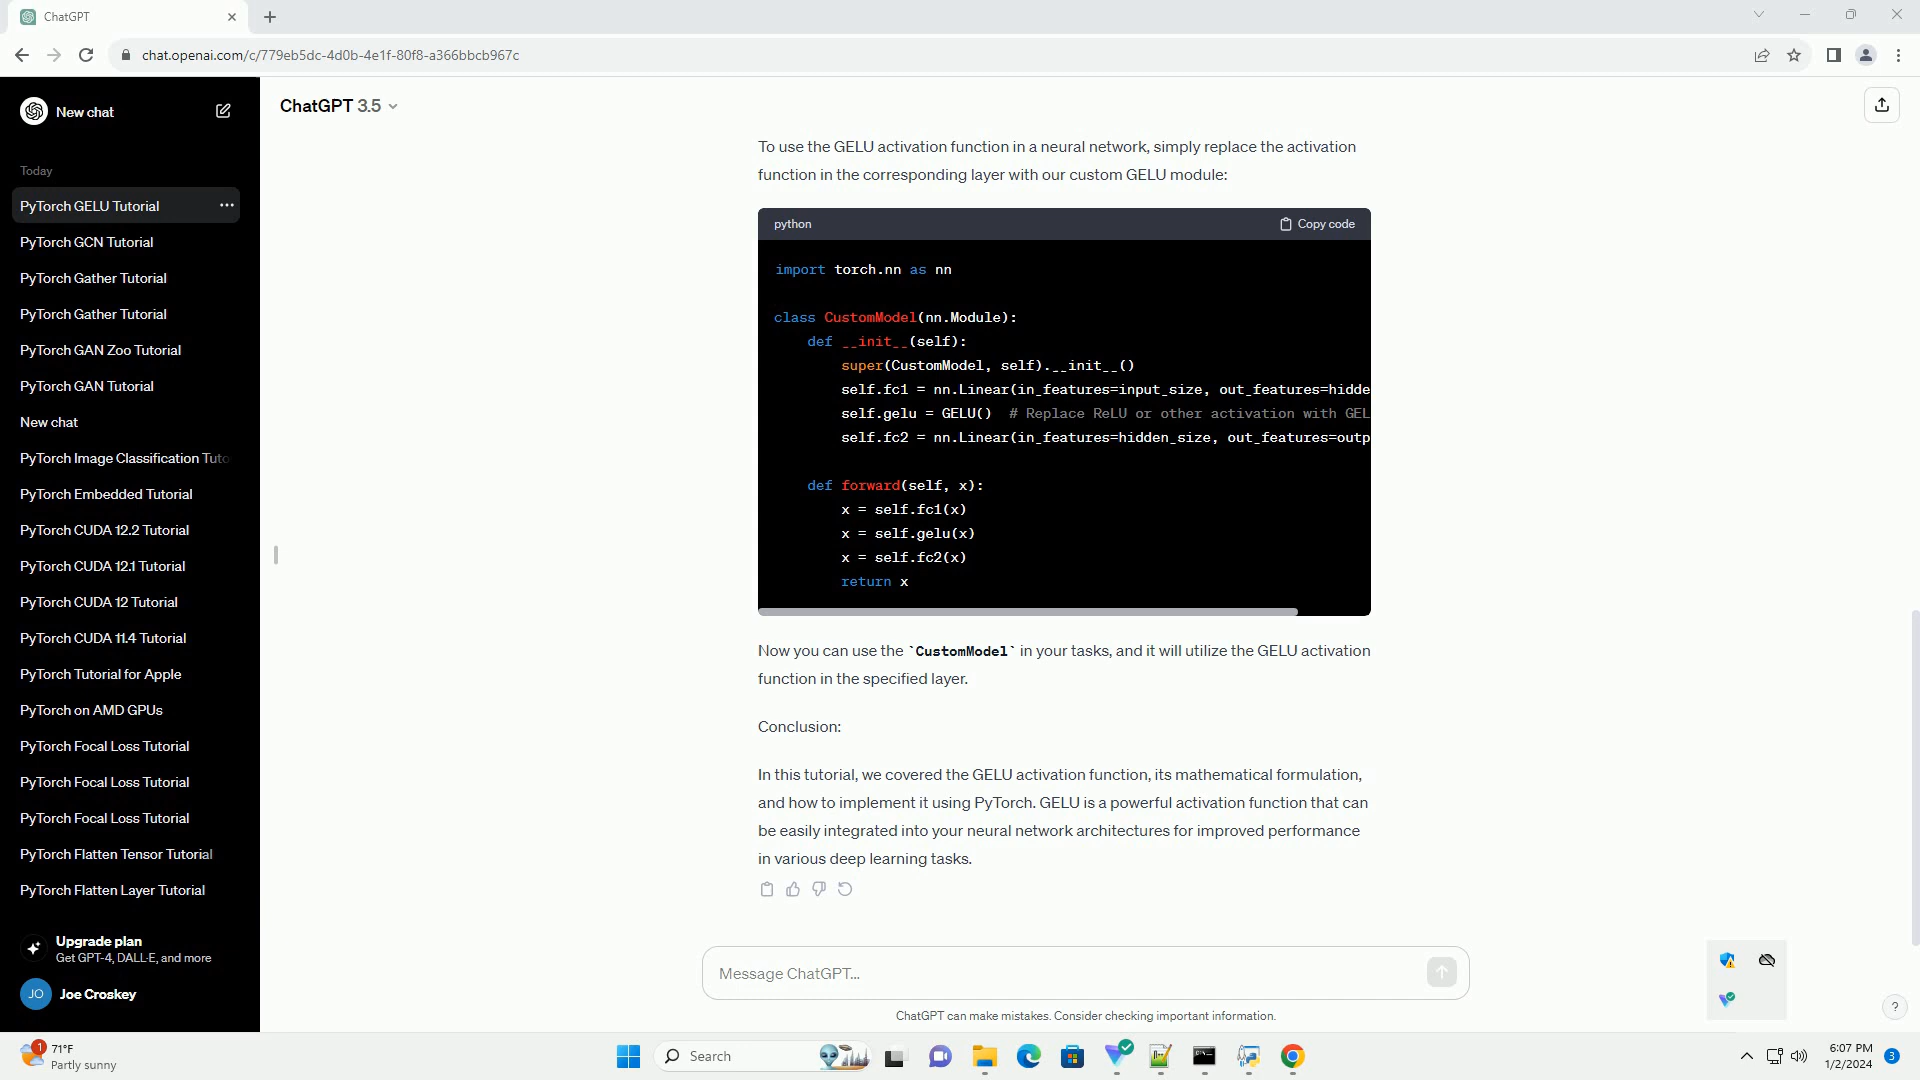 ChatGPT
chat.openai.com/c/779eb5dc-4d0b-4e1f-80f8-a366bbcb967c
New chat
Today
PyTorch GELU Tutorial
PyTorch GCN Tutorial
PyTorch Gather Tutorial
PyTorch Gather Tutorial
PyTorch GAN Zoo Tutorial
PyTorch GAN Tutorial
New chat
PyTorch Image Classification Tuto
PyTorch Embedded Tutorial
PyTorch CUDA 12.2 Tutorial
PyTorch CUDA 12.1 Tutorial
PyTorch CUDA 12 Tutorial
PyTorch CUDA 11.4 Tutorial
PyTorch Tutorial for Apple
PyTorch on AMD GPUs
PyTorch Focal Loss Tutorial
PyTorch Focal Loss Tutorial
PyTorch Focal Loss Tutorial
PyTorch Flatten Tensor Tutorial
PyTorch Flatten Layer Tutorial
Upgrade plan
Get GPT-4, DALL·E, and more
JO Joe Croskey
ChatGPT 3.5
To use the GELU activation function in a neural network, simply replace the activation
function in the corresponding layer with our custom GELU module:
python Copy code
import torch.nn as nn
class CustomModel(nn.Module):
def __init__(self):
super(CustomModel, self).__init__()
self.fc1 = nn.Linear(in_features=input_size, out_features=hidde
self.gelu = GELU()  # Replace ReLU or other activation with GEL
self.fc2 = nn.Linear(in_features=hidden_size, out_features=outp
def forward(self, x):
x = self.fc1(x)
x = self.gelu(x)
x = self.fc2(x)
return x
Now you can use the `CustomModel` in your tasks, and it will utilize the GELU activation
function in the specified layer.
Conclusion:
In this tutorial, we covered the GELU activation function, its mathematical formulation,
and how to implement it using PyTorch. GELU is a powerful activation function that can
be easily integrated into your neural network architectures for improved performance
in various deep learning tasks.
Message ChatGPT...
ChatGPT can make mistakes. Consider checking important information.
?
1
71°F
Partly sunny
Search
6:07 PM
1/2/2024
3